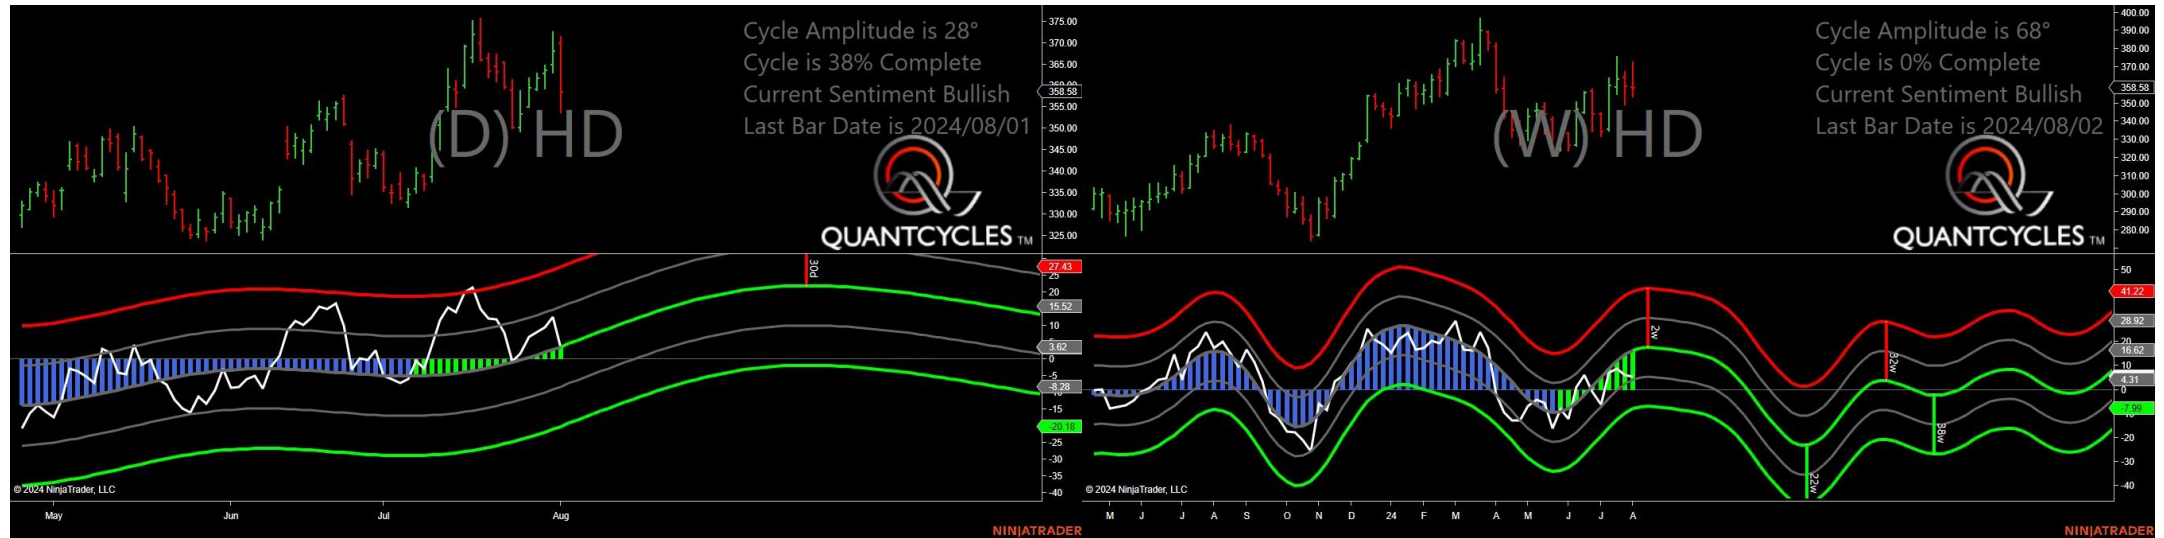 Cycle Amplitude is 28°
Cycle is 38% Complete
Current Sentiment Bullish
Last Bar Date is 2024/08/01
(D) HD
QUANTCYCLES TM
375.00
370.00
365.00
358.58
355.00
350.00
345.00
340.00
335.00
330.00
325.00
30d
27.43
25
20
15.52
10
5
3.62
0
-5
-8.28
-15
-20.18
-25
-30
-35
-40
© 2024 NinjaTrader, LLC
May
Jun
Jul
Aug
NINJATRADER
Cycle Amplitude is 68°
Cycle is 0% Complete
Current Sentiment Bullish
Last Bar Date is 2024/08/02
(W) HD
QUANTCYCLES TM
400.00
390.00
380.00
370.00
358.58
350.00
340.00
330.00
320.00
310.00
300.00
290.00
280.00
2w
32w
22w
38w
50
41.22
28.92
20
16.62
10
4.31
0
-7.99
-20
-30
-40
© 2024 NinjaTrader, LLC
M J J A S O N D 24 F M A M J J A
NINJATRADER